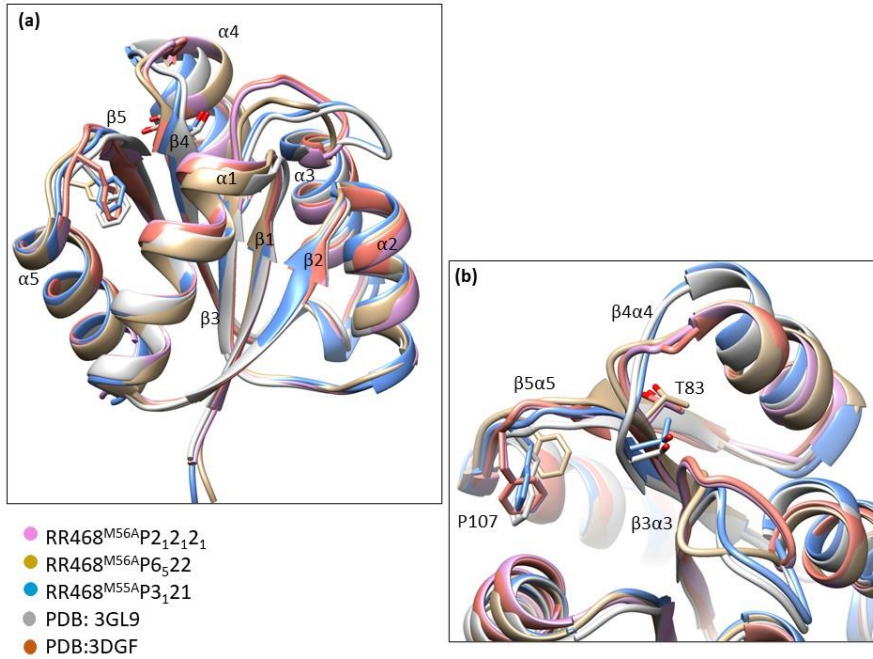 (a)
α4
β5
β4
α1
α3
β1
α2
β2
α5
β3
(b)
β4α4
β5α5
T83
P107
β3α3
RR468ᴹ⁵⁶ᴬP2₁2₁2₁
RR468ᴹ⁵⁶ᴬP6₅22
RR468ᴹ⁵⁵ᴬP3₁21
PDB: 3GL9
PDB:3DGF